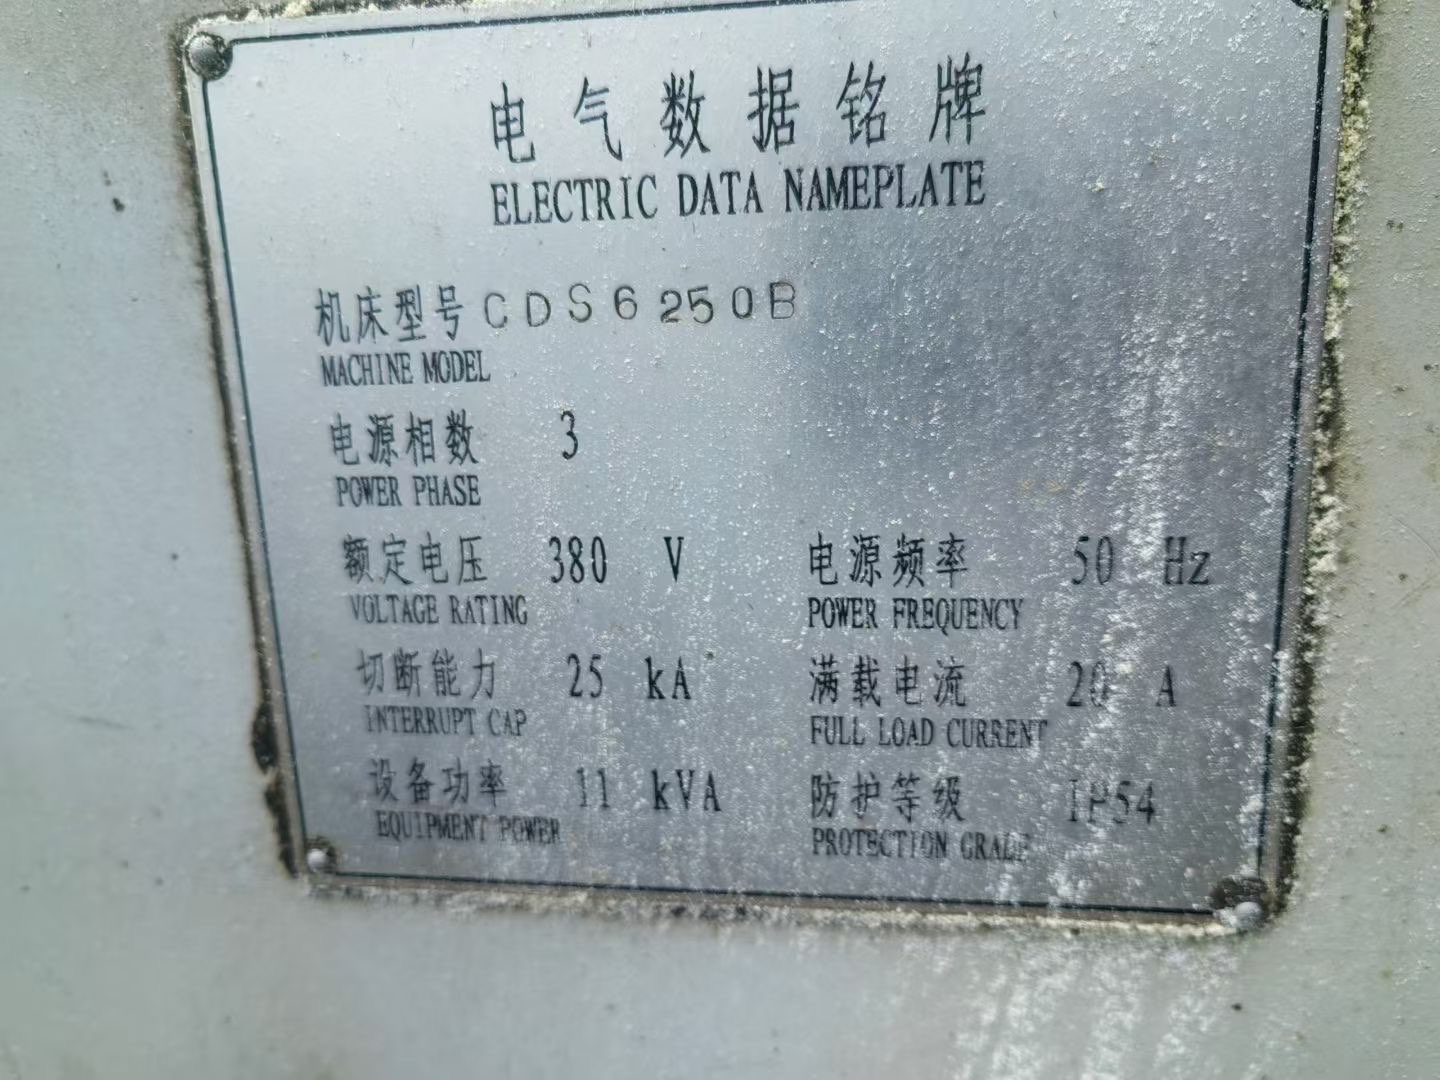 电气数据铭牌
ELECTRIC DATA NAMEPLATE
机床型号 CDS6250B
MACHINE MODEL
电源相数 3
POWER PHASE
额定电压 380 V 电源频率 50 Hz
VOLTAGE RATING POWER FREQUENCY
切断能力 25 kA 满载电流 20 A
INTERRUPT CAP FULL LOAD CURRENT
设备功率 11 kVA 防护等级 IP54
EQUIPMENT POWER PROTECTION GRADE